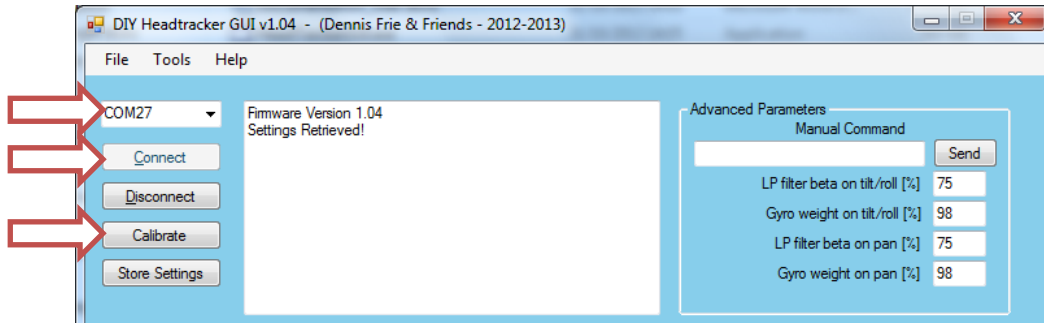 DIY Headtracker GUI v1.04 - (Dennis Frie & Friends - 2012-2013)
File Tools Help
COM27
Connect
Disconnect
Calibrate
Store Settings
Firmware Version 1.04
Settings Retrieved!
Advanced Parameters
Manual Command
Send
LP filter beta on tilt/roll [%] 75
Gyro weight on tilt/roll [%] 98
LP filter beta on pan [%] 75
Gyro weight on pan [%] 98